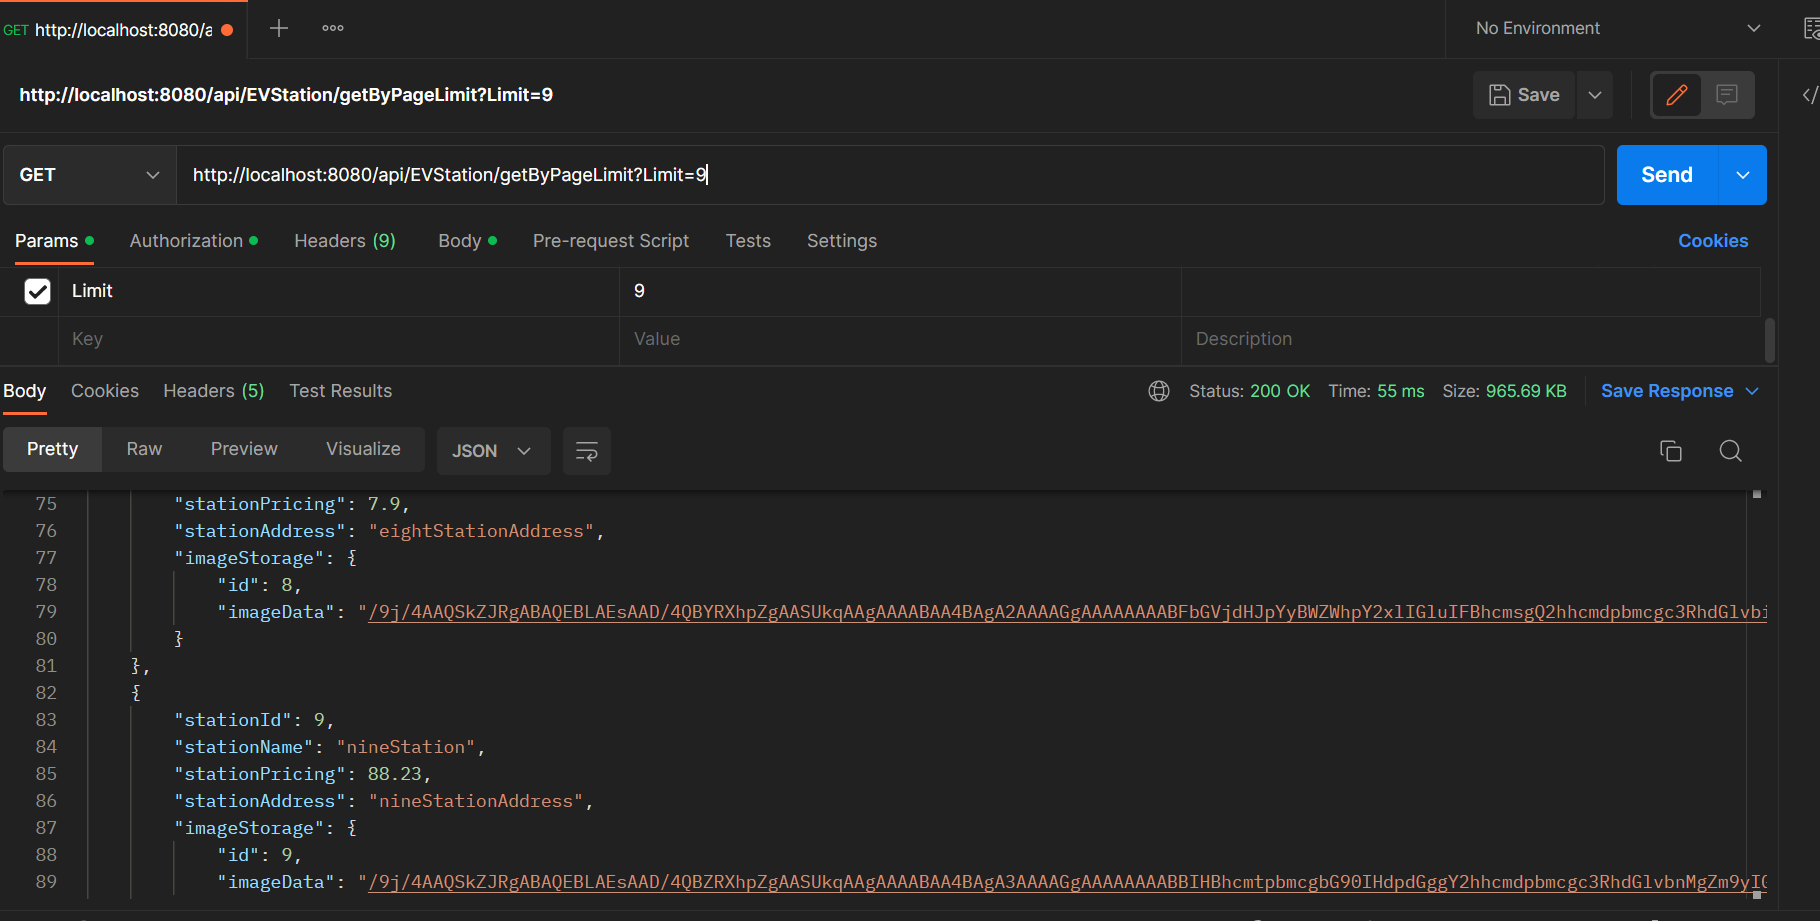 GET http://localhost:8080/a
No Environment
http://localhost:8080/api/EVStation/getByPageLimit?Limit=9
Save
GET http://localhost:8080/api/EVStation/getByPageLimit?Limit=9 Send
Params Authorization Headers (9) Body Pre-request Script Tests Settings Cookies
Limit 9
Key Value Description
Body Cookies Headers (5) Test Results Status: 200 OK Time: 55 ms Size: 965.69 KB Save Response
Pretty Raw Preview Visualize JSON
75 "stationPricing": 7.9,
76 "stationAddress": "eightStationAddress",
77 "imageStorage": {
78 "id": 8,
79 "imageData": "/9j/4AAQSkZJRgABAQEBLAEsAAD/4QBYRXhpZgAASUkqAAgAAAABAA4BAgA2AAAAGgAAAAAAAABFbGVjdHJpYyBWZWhpY2xlIGluIFBhcmsgQ2hhcmdpbmcgc3RhdGlvbi
80 }
81 },
82 {
83 "stationId": 9,
84 "stationName": "nineStation",
85 "stationPricing": 88.23,
86 "stationAddress": "nineStationAddress",
87 "imageStorage": {
88 "id": 9,
89 "imageData": "/9j/4AAQSkZJRgABAQEBLAEsAAD/4QBZRXhpZgAASUkqAAgAAAABAA4BAgA3AAAAGgAAAAAAAABBIHBhcmtpbmcgbG90IHdpdGggY2hhcmdpbmcgc3RhdGlvbnMgZm9yI